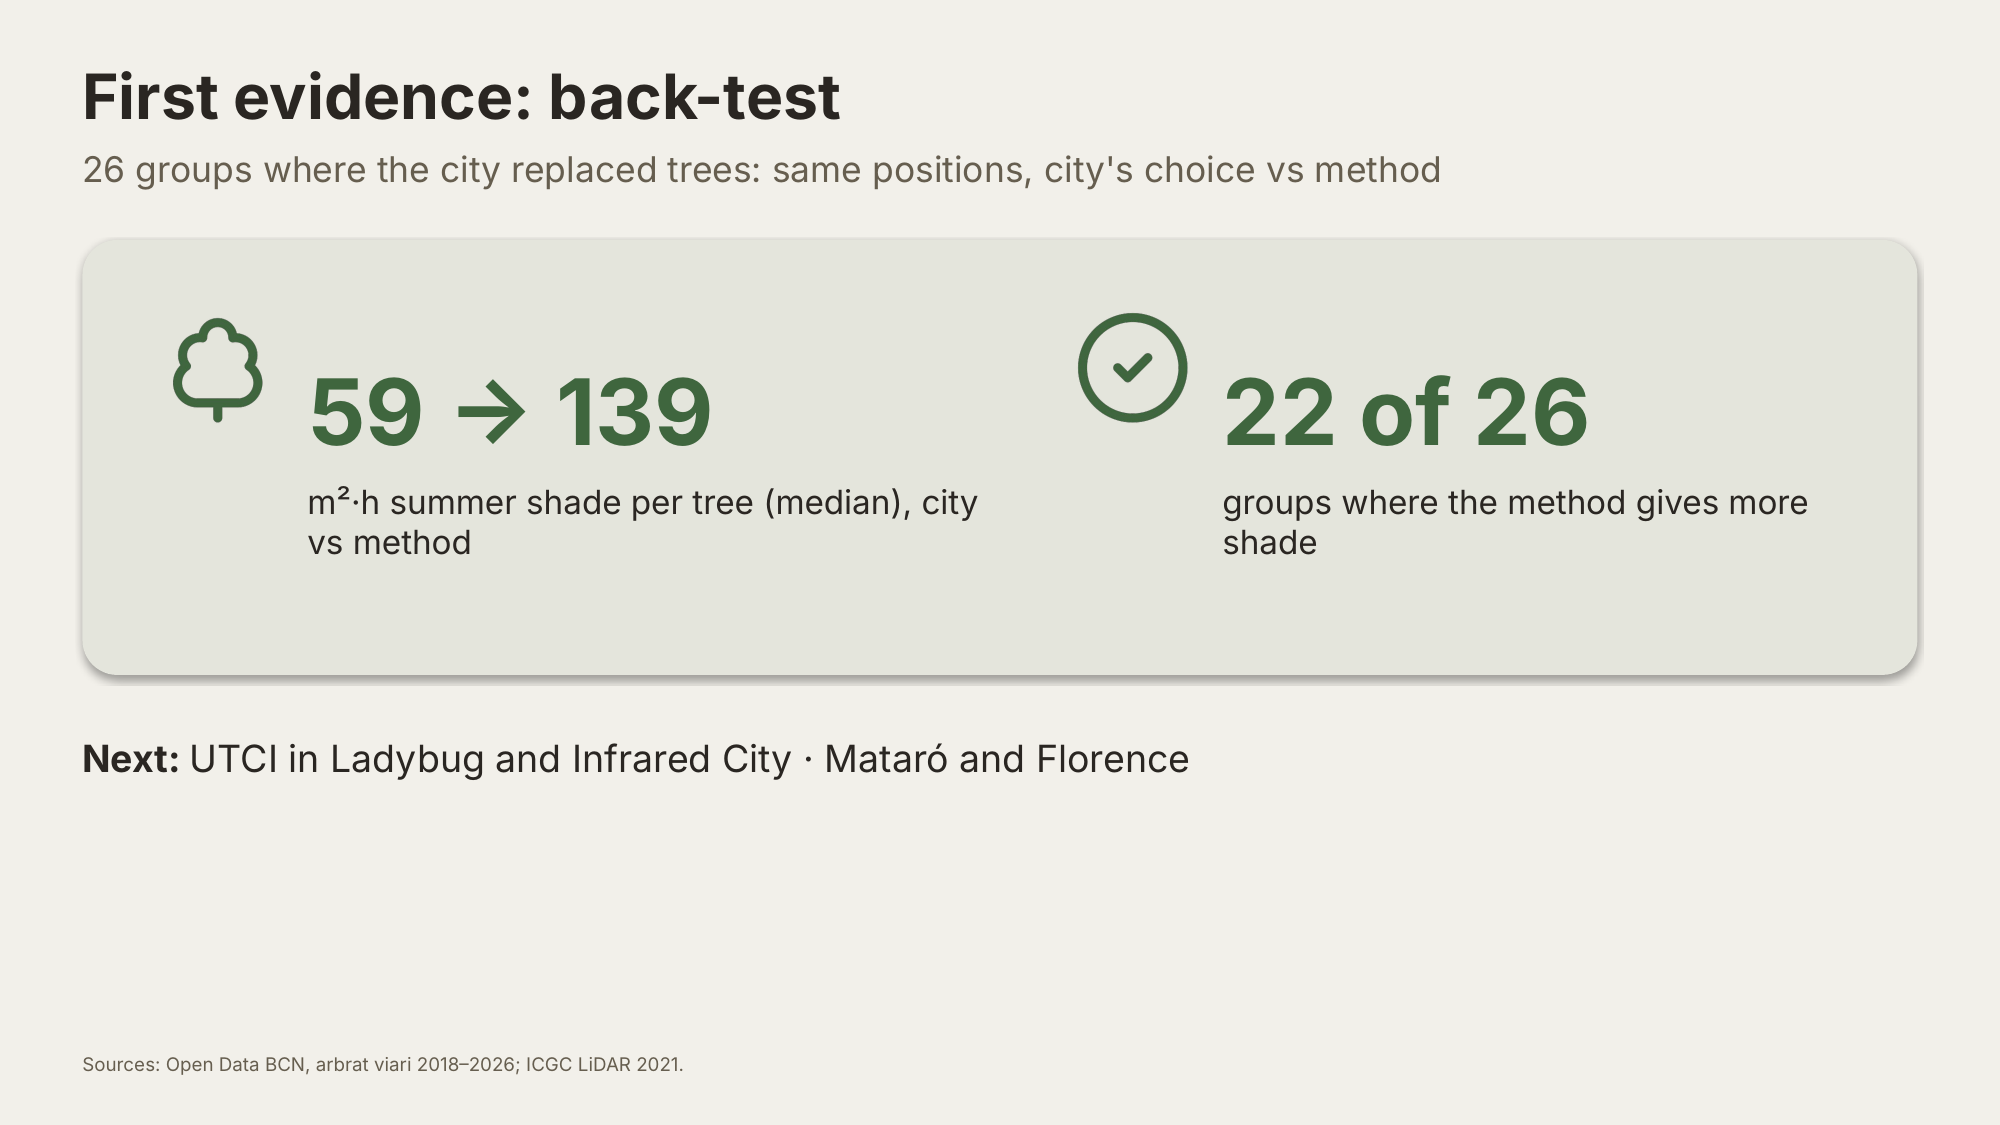 First evidence: back-test
26 groups where the city replaced trees: same positions, city's choice vs method
59 → 139
m²·h summer shade per tree (median), city
vs method
22 of 26
groups where the method gives more
shade
Next: UTCI in Ladybug and Infrared City · Mataró and Florence
Sources: Open Data BCN, arbrat viari 2018–2026; ICGC LiDAR 2021.